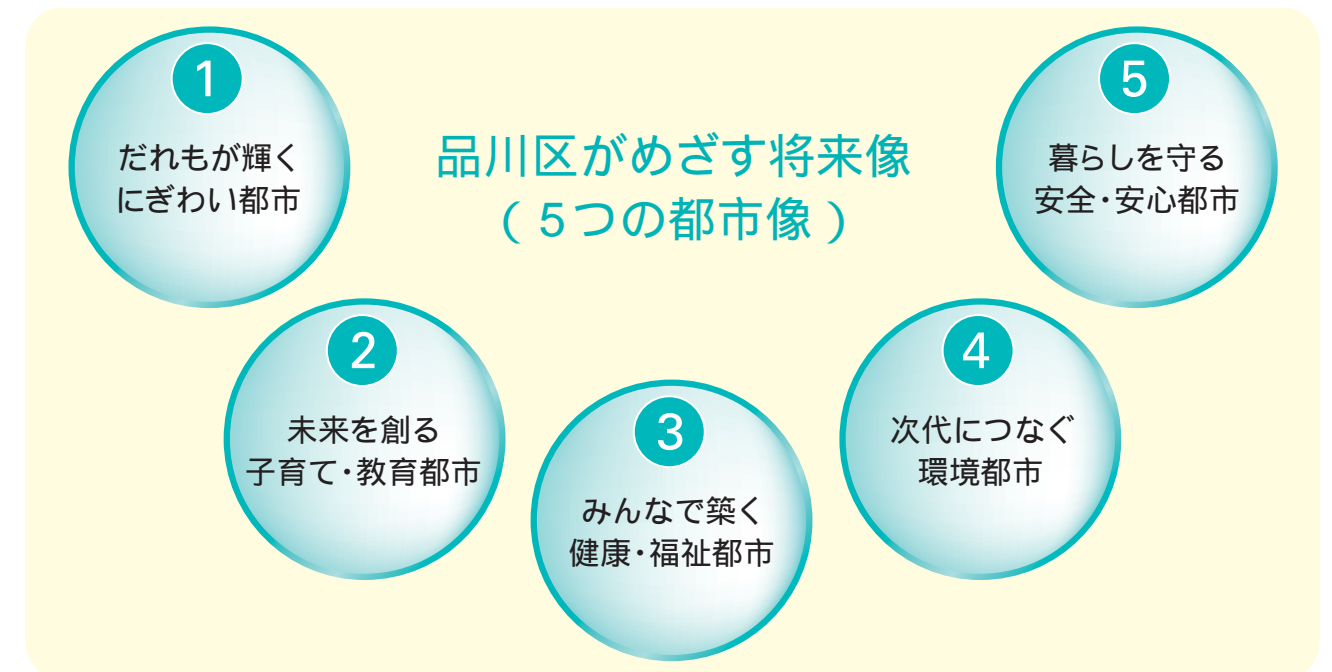 品川区がめざす将来像
(5つの都市像)
1
だれもが輝く
にぎわい都市
2
未来を創る
子育て・教育都市
3
みんなで築く
健康・福祉都市
4
次代につなぐ
環境都市
5
暮らしを守る
安全・安心都市